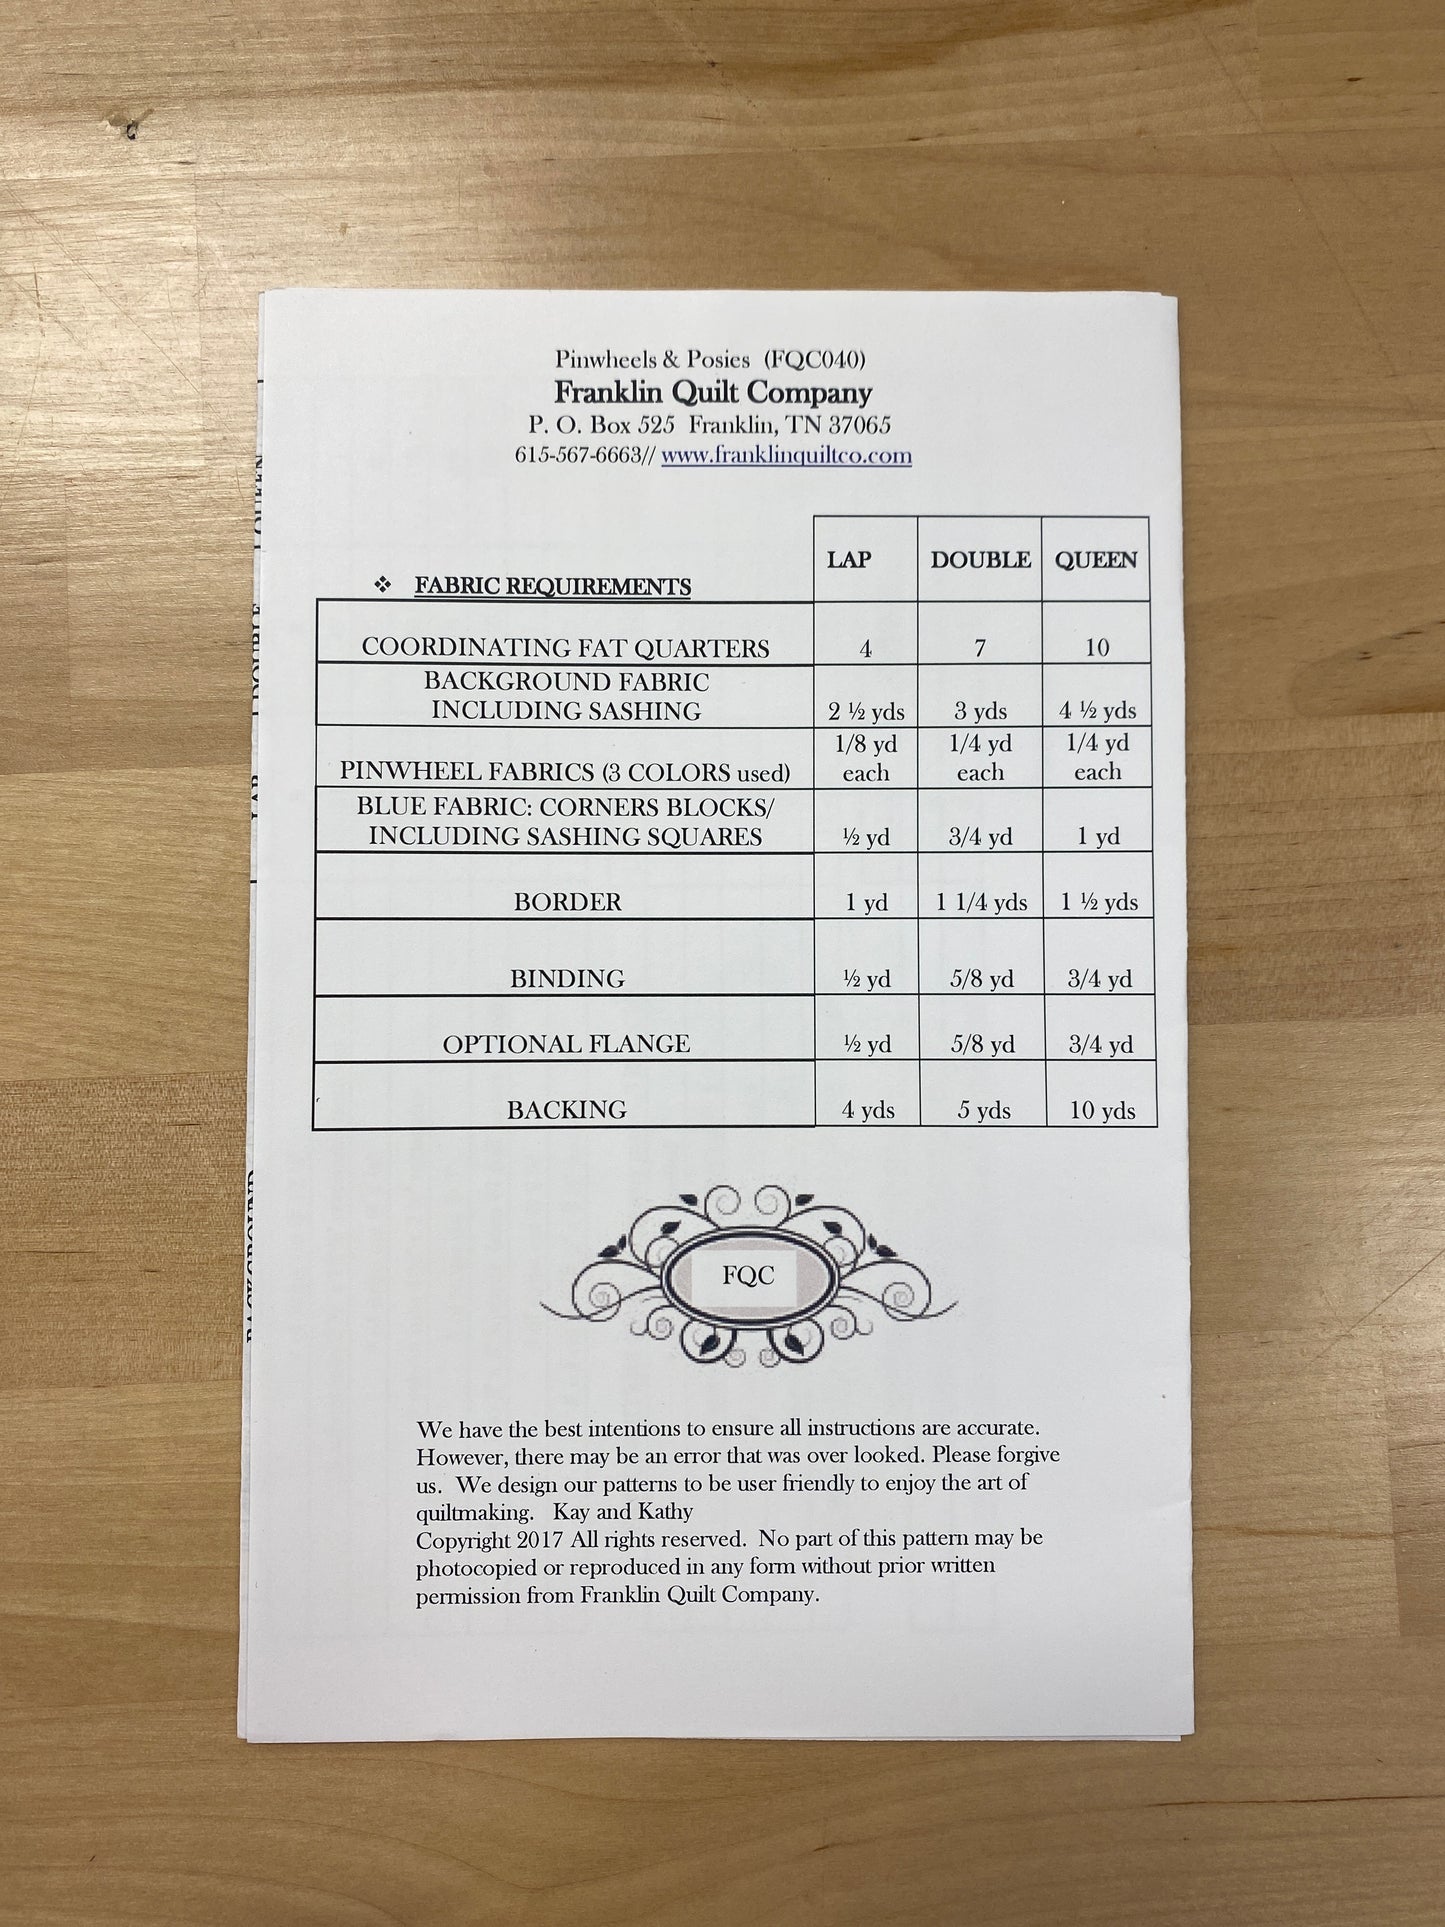 Pinwheels & Posies (FQC040)
Franklin Quilt Company
P. O. Box 525 Franklin, TN 37065
615-567-6663// www.franklinquiltco.com
❖ FABRIC REQUIREMENTS LAP DOUBLE QUEEN
COORDINATING FAT QUARTERS 4 7 10
BACKGROUND FABRIC
INCLUDING SASHING 2 ½ yds 3 yds 4 ½ yds
1/8 yd 1/4 yd 1/4 yd
PINWHEEL FABRICS (3 COLORS used) each each each
BLUE FABRIC: CORNERS BLOCKS/
INCLUDING SASHING SQUARES ½ yd 3/4 yd 1 yd
BORDER 1 yd 1 1/4 yds 1 ½ yds
BINDING ½ yd 5/8 yd 3/4 yd
OPTIONAL FLANGE ½ yd 5/8 yd 3/4 yd
BACKING 4 yds 5 yds 10 yds
FQC
We have the best intentions to ensure all instructions are accurate.
However, there may be an error that was over looked. Please forgive
us. We design our patterns to be user friendly to enjoy the art of
quiltmaking. Kay and Kathy
Copyright 2017 All rights reserved. No part of this pattern may be
photocopied or reproduced in any form without prior written
permission from Franklin Quilt Company.
QUEEN
DOUBLE
LAP
BACKGROUND